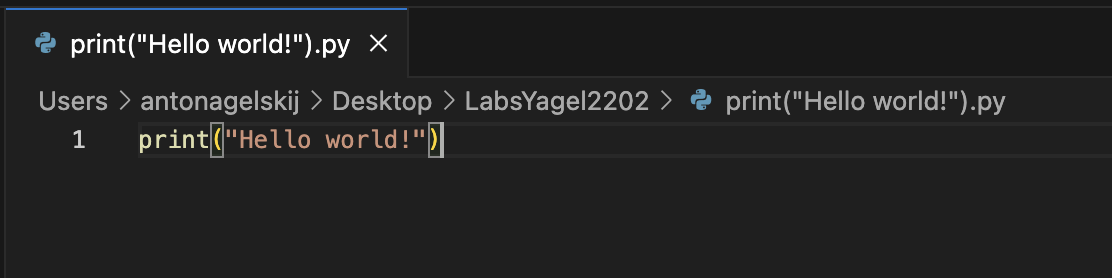 print("Hello world!").py
Users > antonagelskij > Desktop > LabsYagel2202 > print("Hello world!").py
1 print("Hello world!")